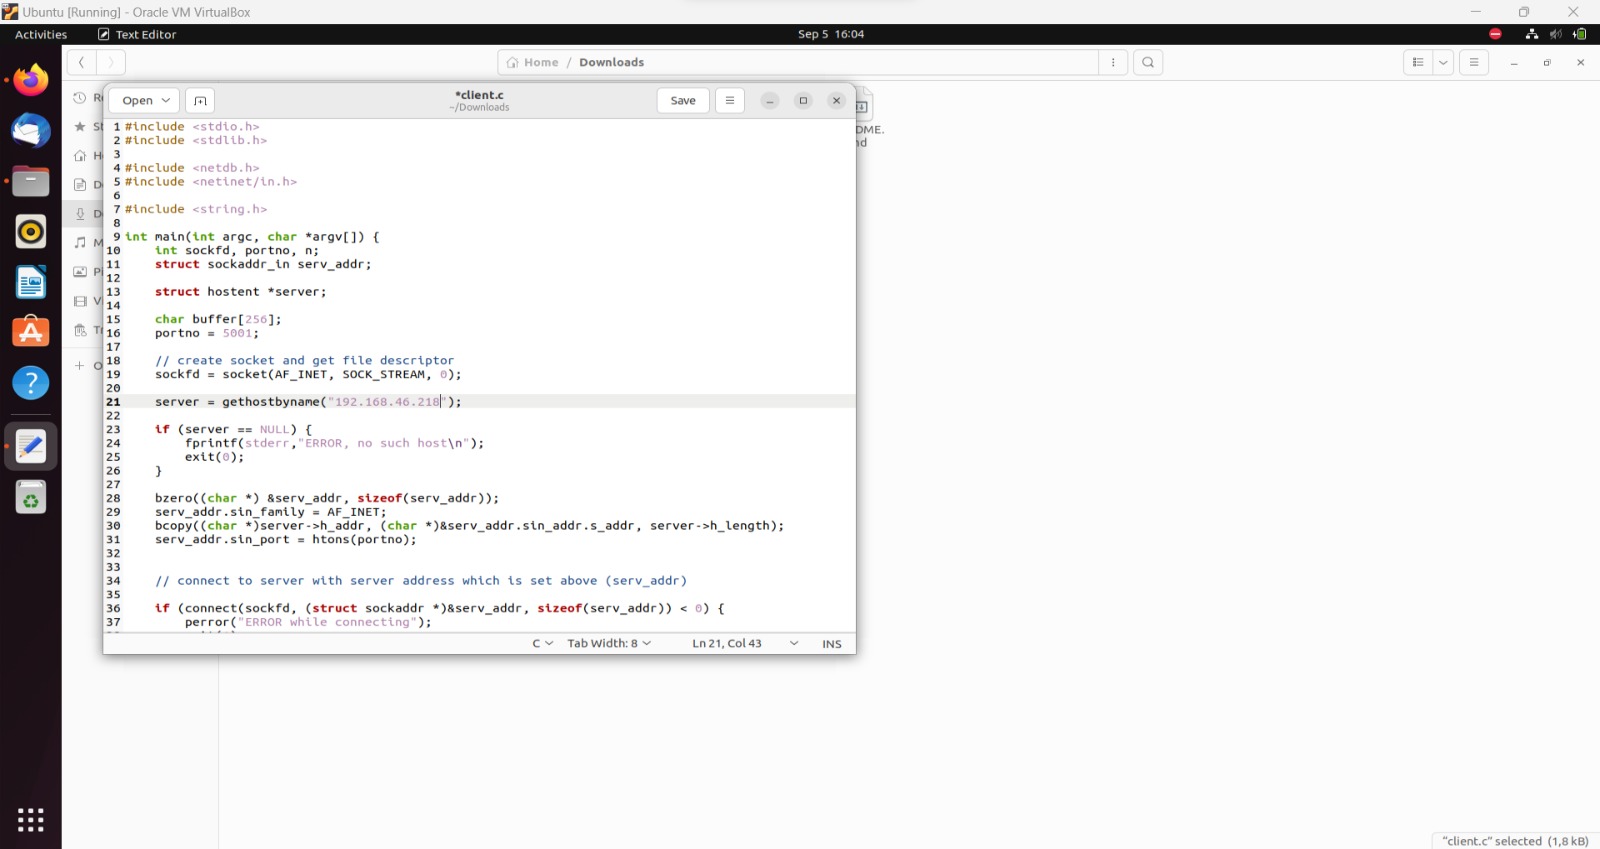 Ubuntu [Running] - Oracle VM VirtualBox
Activities Text Editor Sep 5 16:04
Home / Downloads
Open *client.c Save
~/Downloads
DME.
1 #include <stdio.h>
2 #include <stdlib.h>
3
4 #include <netdb.h>
5 #include <netinet/in.h>
6
7 #include <string.h>
8
9 int main(int argc, char *argv[]) {
10 int sockfd, portno, n;
11 struct sockaddr_in serv_addr;
12
13 struct hostent *server;
14
15 char buffer[256];
16 portno = 5001;
17
18 // create socket and get file descriptor
19 sockfd = socket(AF_INET, SOCK_STREAM, 0);
20
21 server = gethostbyname("192.168.46.218");
22
23 if (server == NULL) {
24 fprintf(stderr,"ERROR, no such host\n");
25 exit(0);
26 }
27
28 bzero((char *) &serv_addr, sizeof(serv_addr));
29 serv_addr.sin_family = AF_INET;
30 bcopy((char *)server->h_addr, (char *)&serv_addr.sin_addr.s_addr, server->h_length);
31 serv_addr.sin_port = htons(portno);
32
33
34 // connect to server with server address which is set above (serv_addr)
35
36 if (connect(sockfd, (struct sockaddr *)&serv_addr, sizeof(serv_addr)) < 0) {
37 perror("ERROR while connecting");
C Tab Width: 8 Ln 21, Col 43 INS
"client.c" selected (1,8 kB)